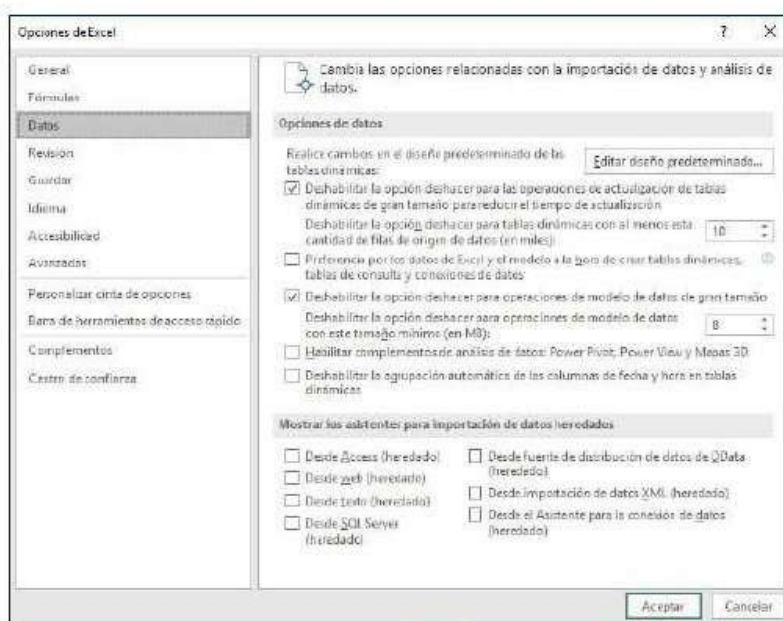 Opciones de Excel
?
X
General
Fórmulas
Datos
Revisión
Guardar
Idioma
Accesibilidad
Avanzadas
Personalizar cinta de opciones
Barra de herramientas de acceso rápido
Complementos
Centro de confianza
Cambia las opciones relacionadas con la importación de datos y análisis de
datos.
Opciones de datos
Realice cambios en el diseño predeterminado de las
tablas dinámicas:
Editar diseño predeterminado...
Deshabilitar la opción deshacer para las operaciones de actualización de tablas
dinámicas de gran tamaño para reducir el tiempo de actualización
Deshabilitar la opción deshacer para tablas dinámicas con al menos esta
cantidad de filas de origen de datos (en miles):
10
Preferencia por los datos de Excel y el modelo a la hora de crear tablas dinámicas,
tablas de consulta y conexiones de datos
Deshabilitar la opción deshacer para operaciones de modelo de datos de gran tamaño
Deshabilitar la opción deshacer para operaciones de modelo de datos
con este tamaño mínimo (en MB):
8
Habilitar complementos de análisis de datos: Power Pivot, Power View y Mapas 3D
Deshabilitar la agrupación automática de las columnas de fecha y hora en tablas
dinámicas
Mostrar los asistentes para importación de datos heredados
Desde Access (heredado)
Desde web (heredado)
Desde texto (heredado)
Desde SQL Server
(heredado)
Desde fuente de distribución de datos de OData
(heredado)
Desde importación de datos XML (heredado)
Desde el Asistente para la conexión de datos
(heredado)
Aceptar
Cancelar